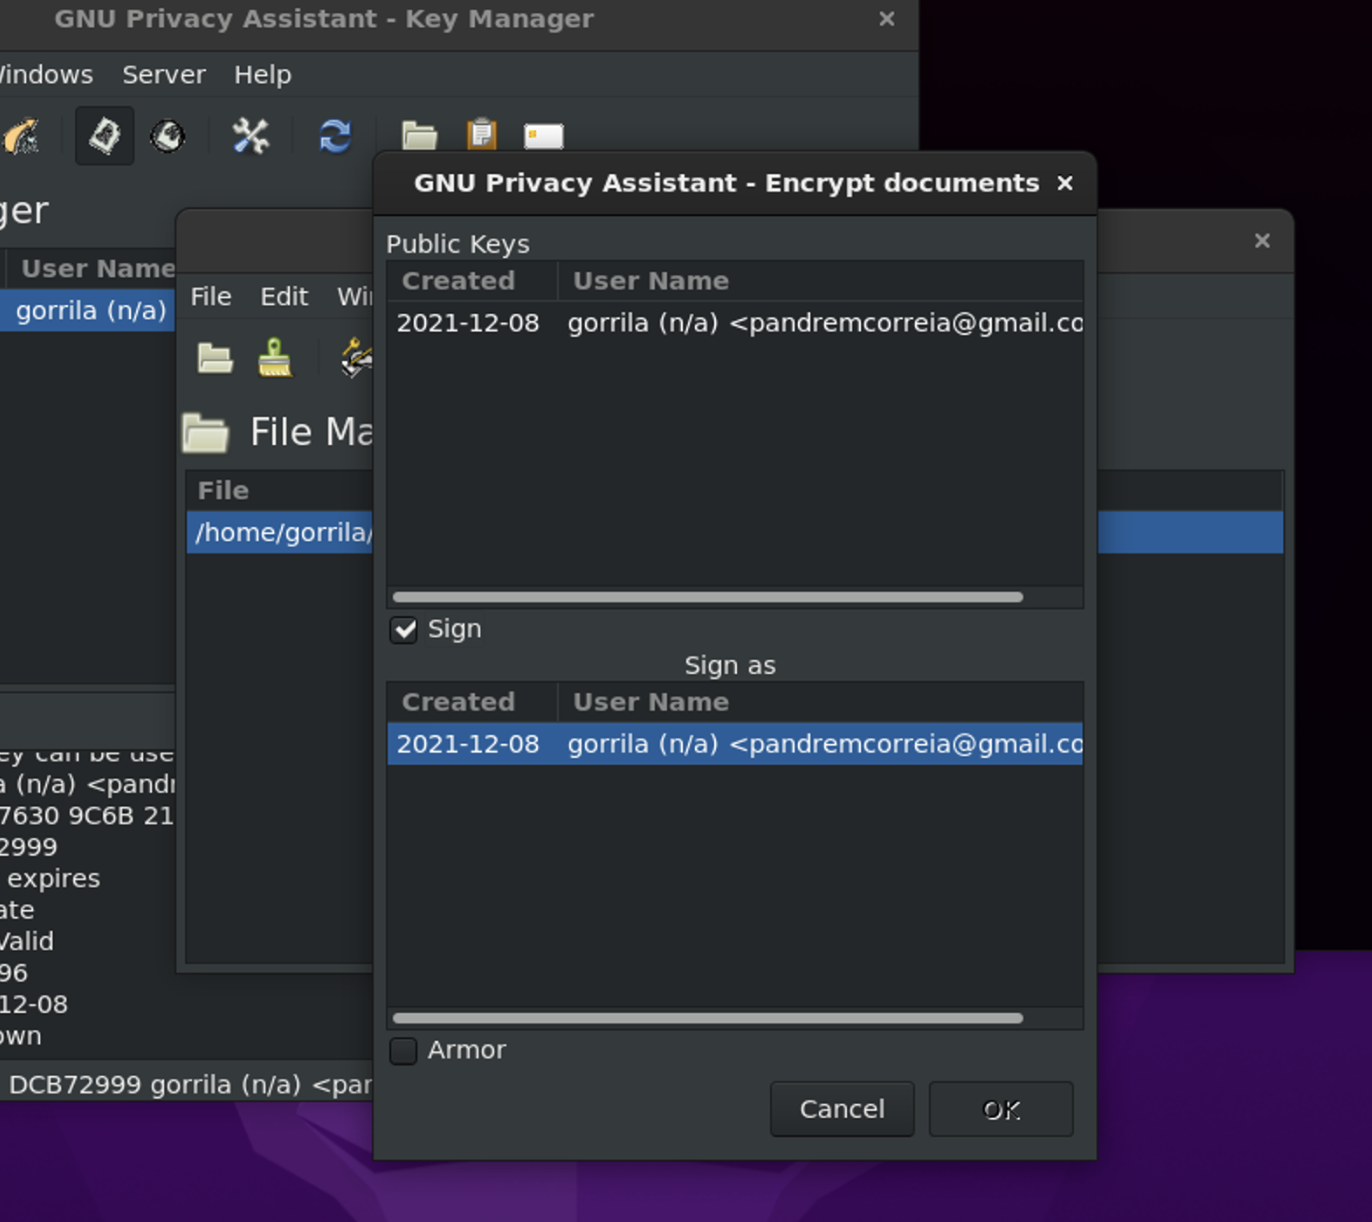 GNU Privacy Assistant - Key Manager
Windows Server Help
ger
User Name
gorrila (n/a)
ey can be use
a (n/a) <pandr
7630 9C6B 21
2999
expires
ate
Valid
96
12-08
own
DCB72999 gorrila (n/a) <par
File Edit Wi
File Ma
File
/home/gorrila/
GNU Privacy Assistant - Encrypt documents
Public Keys
Created User Name
2021-12-08 gorrila (n/a) <pandremcorreia@gmail.co
Sign
Sign as
Created User Name
2021-12-08 gorrila (n/a) <pandremcorreia@gmail.co
Armor
Cancel OK